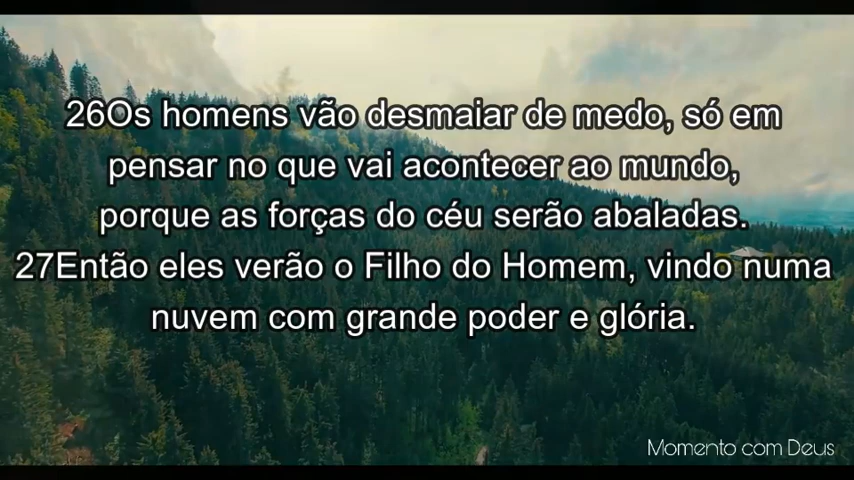 26Os homens vão desmaiar de medo, só em
pensar no que vai acontecer ao mundo,
porque as forças do céu serão abaladas.
27Então eles verão o Filho do Homem, vindo numa
nuvem com grande poder e glória.
Momento com Deus